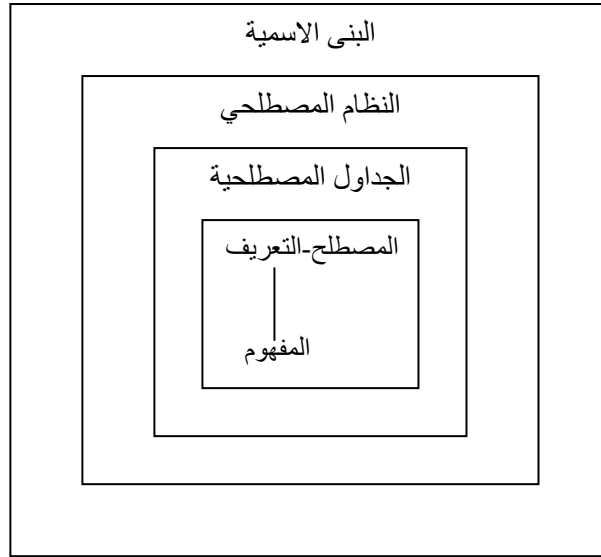 البنى الاسمية
النظام المصطلحي
الجداول المصطلحية
المصطلح-التعريف
المفهوم